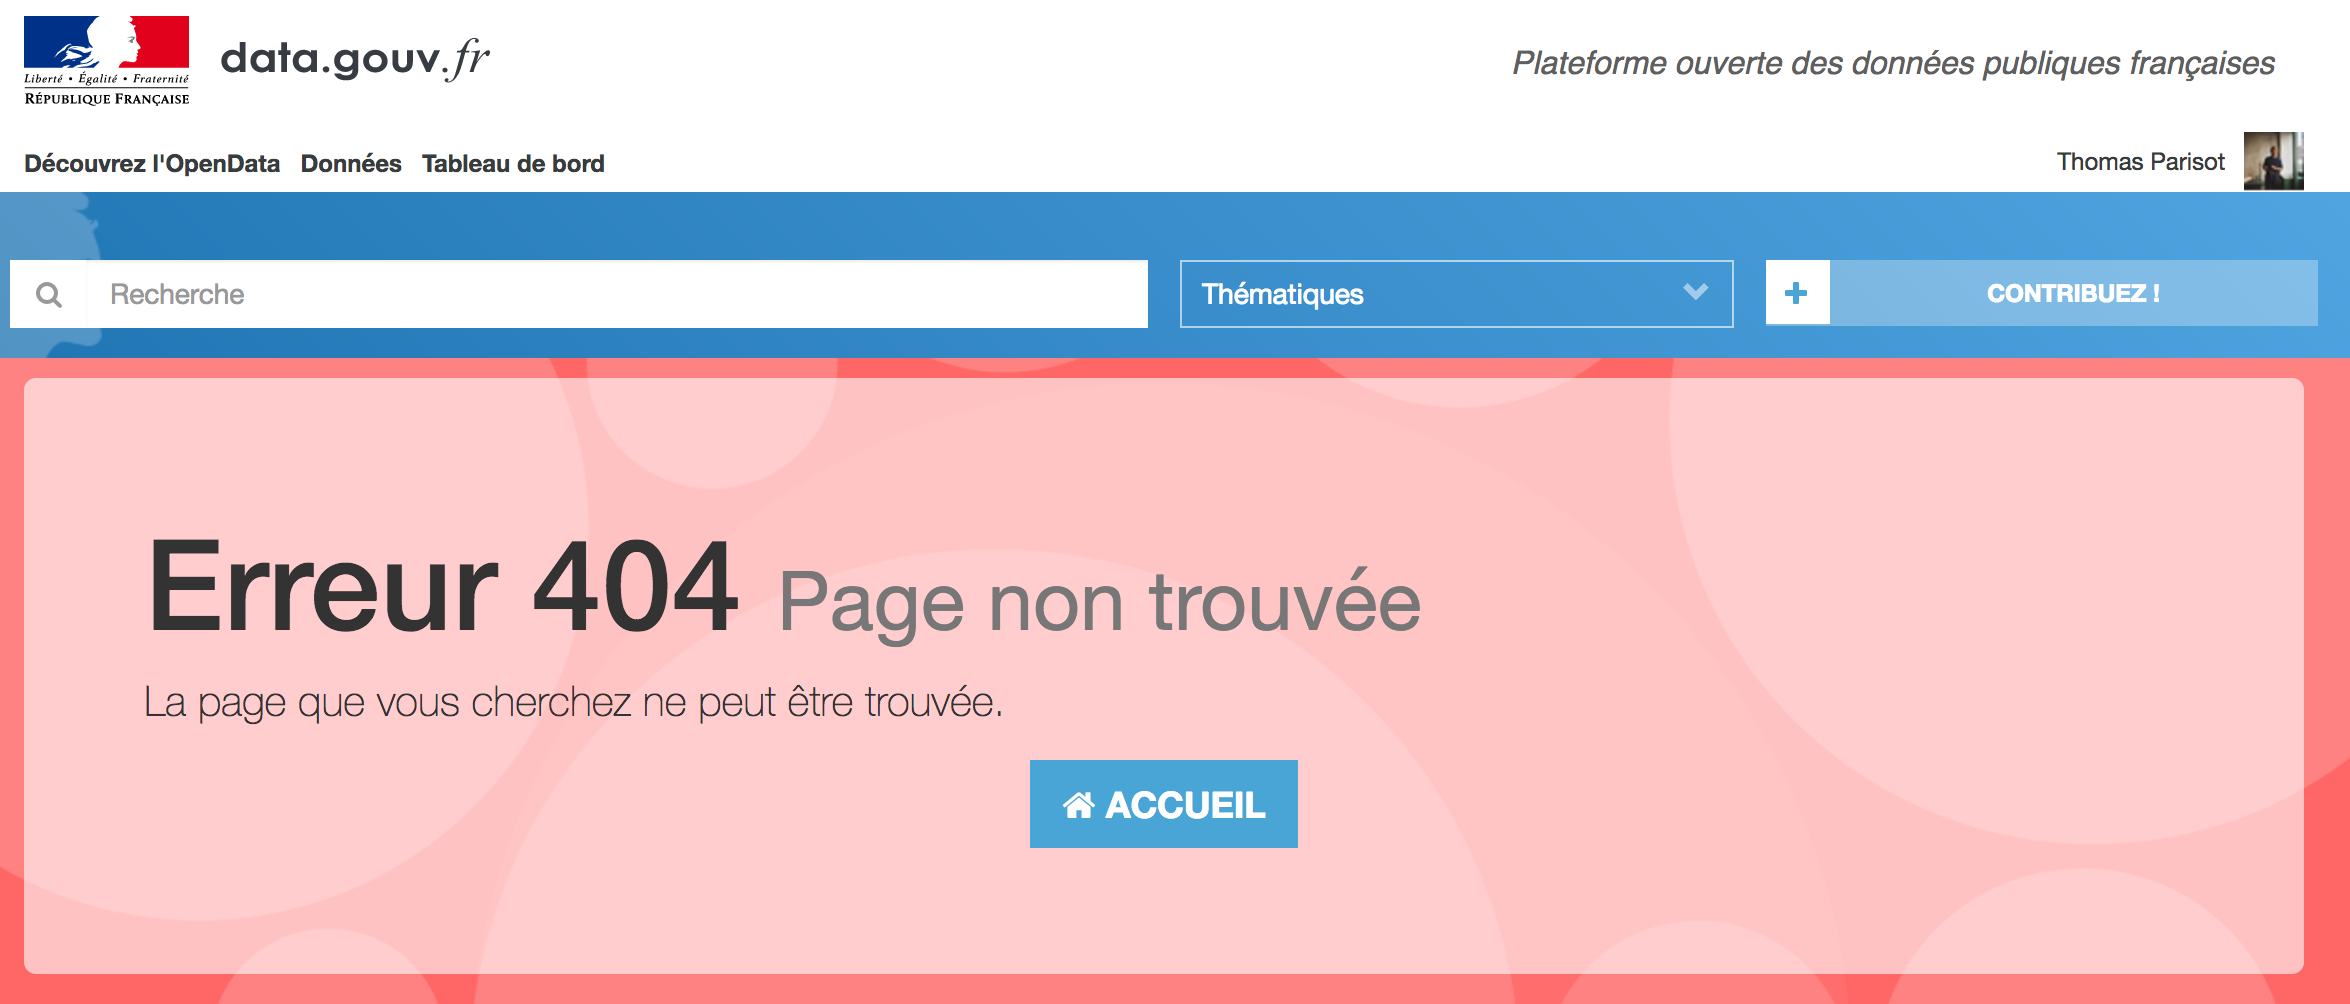 Liberté • Égalité • Fraternité
RÉPUBLIQUE FRANÇAISE
data.gouv.fr
Plateforme ouverte des données publiques françaises
Découvrez l'OpenData Données Tableau de bord
Thomas Parisot
Recherche
Thématiques
CONTRIBUEZ !
Erreur 404 Page non trouvée
La page que vous cherchez ne peut être trouvée.
ACCUEIL